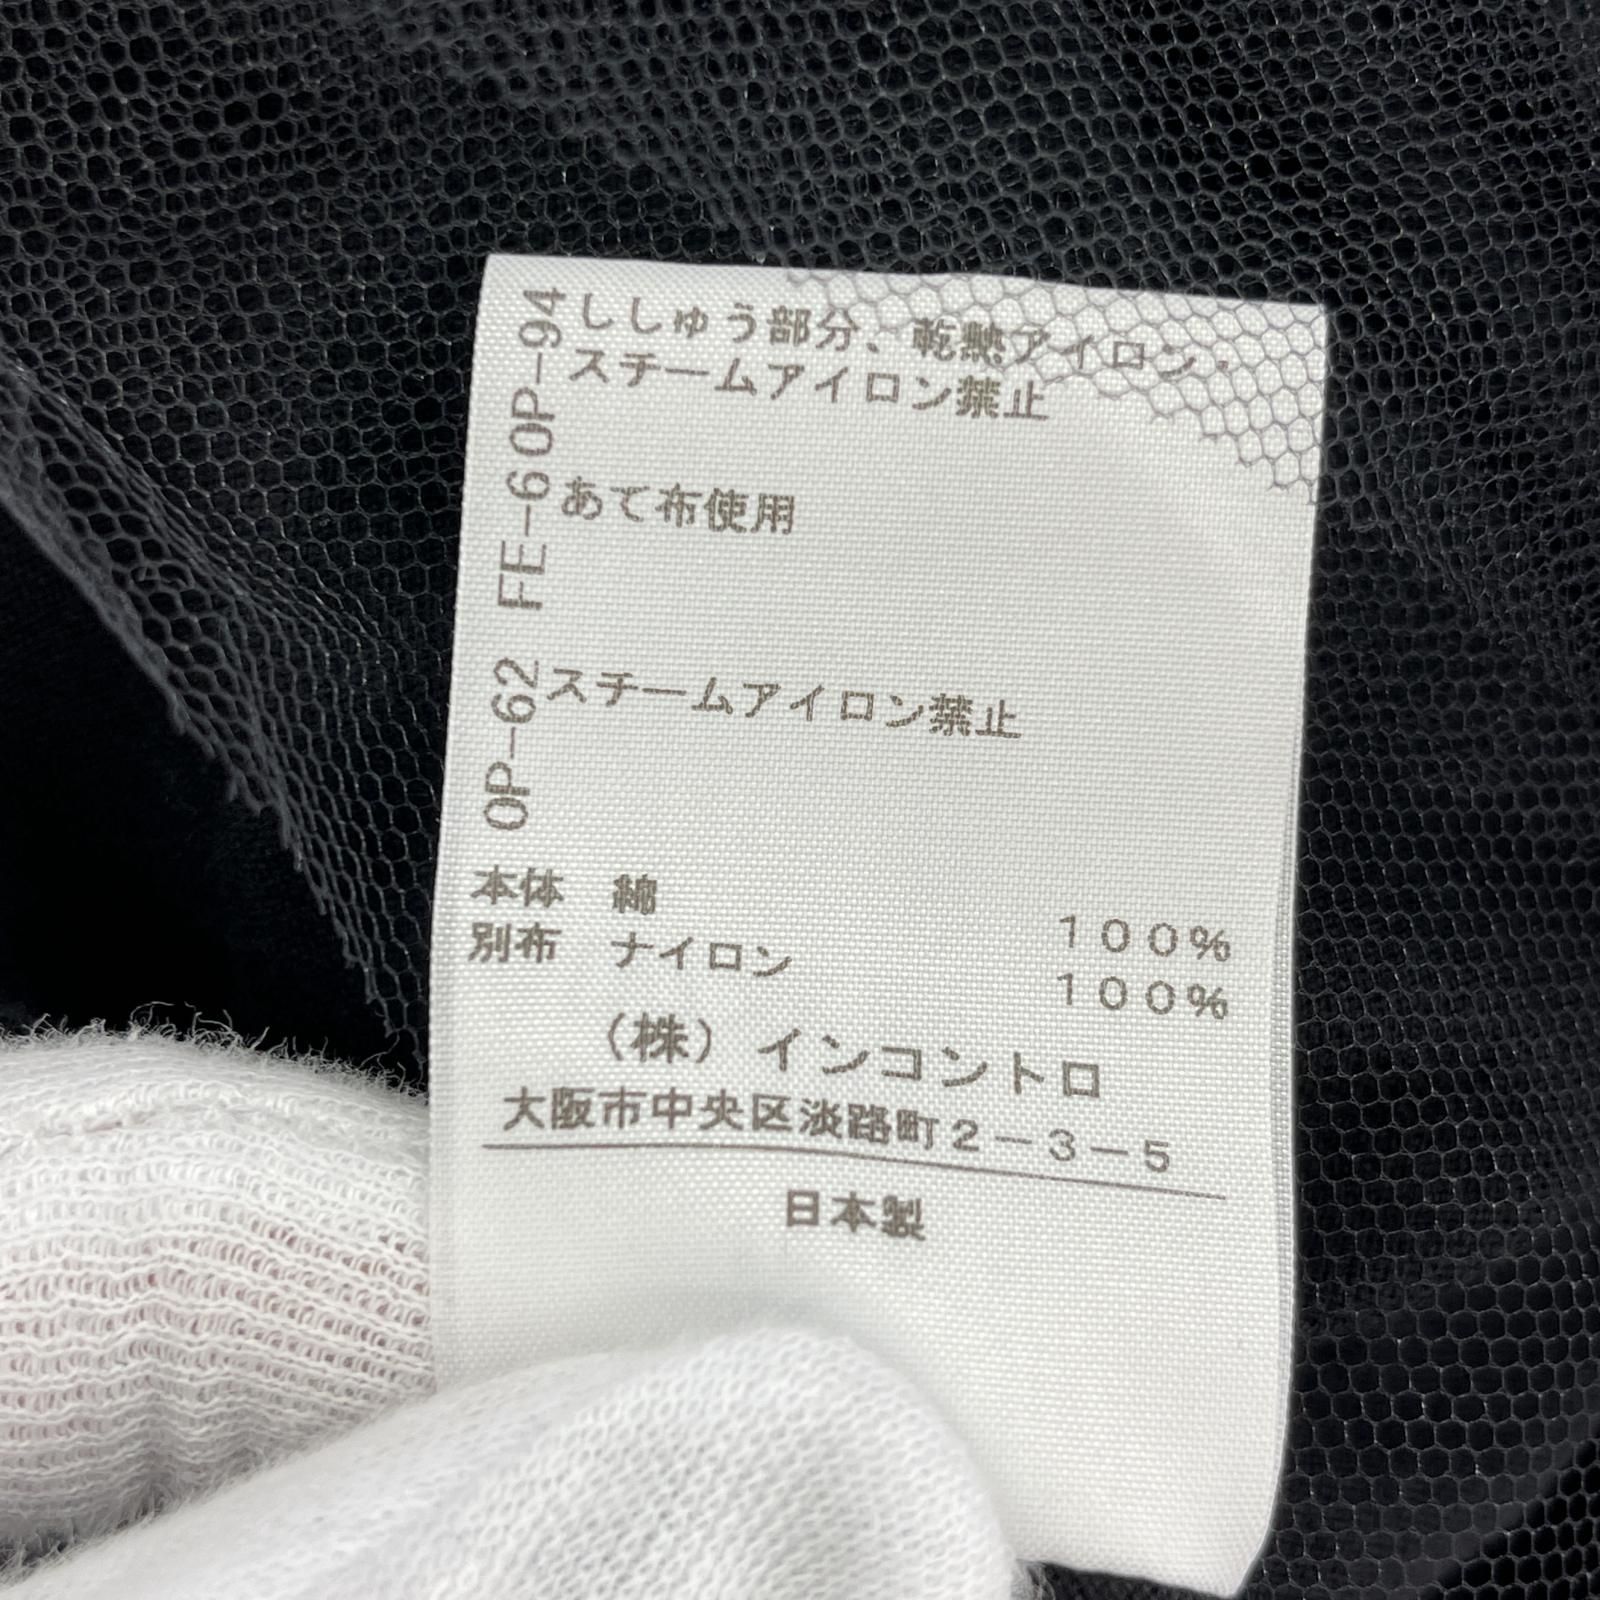 ししゅう部分、乾熱アイロン・
スチームアイロン禁止
あて布使用
スチームアイロン禁止
OP-62 FE-60P-94
本体 綿 100%
別布 ナイロン 100%
（株）インコントロ
大阪市中央区淡路町2-3-5
日本製